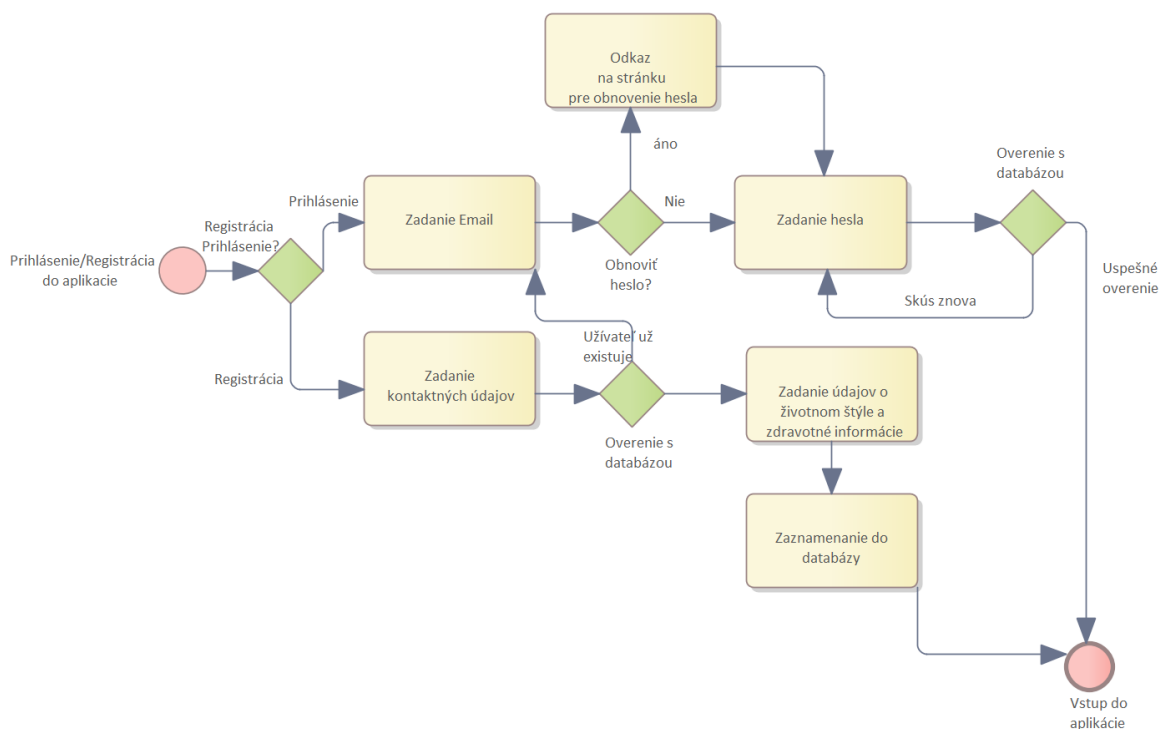 Odkaz
na stránku
pre obnovenie hesla
áno
Overenie s
databázou
Prihlásenie
Zadanie Email
Nie
Zadanie hesla
Registrácia
Prihlásenie?
Prihlásenie/Registrácia
do aplikacie
Obnoviť
heslo?
Uspešné
overenie
Skús znova
Užívateľ už
existuje
Registrácia
Zadanie
kontaktných údajov
Zadanie údajov o
životnom štýle a
zdravotné informácie
Overenie s
databázou
Zaznamenanie do
databázy
Vstup do
aplikácie